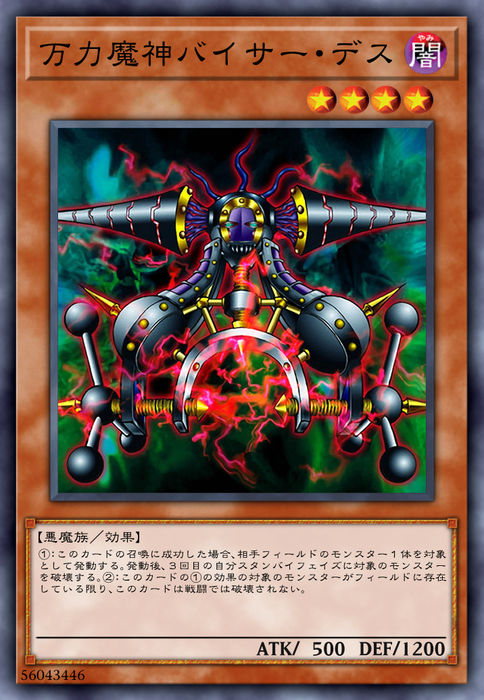 万力魔神バイサー・デス
闇
やみ
【悪魔族／効果】
①：このカードの召喚に成功した場合、相手フィールドのモンスター１体を対象
として発動する。発動後、３回目の自分スタンバイフェイズに対象のモンスター
を破壊する。②：このカードの①の効果の対象のモンスターがフィールドに存在
している限り、このカードは戦闘では破壊されない。
ATK/ 500 DEF/1200
56043446